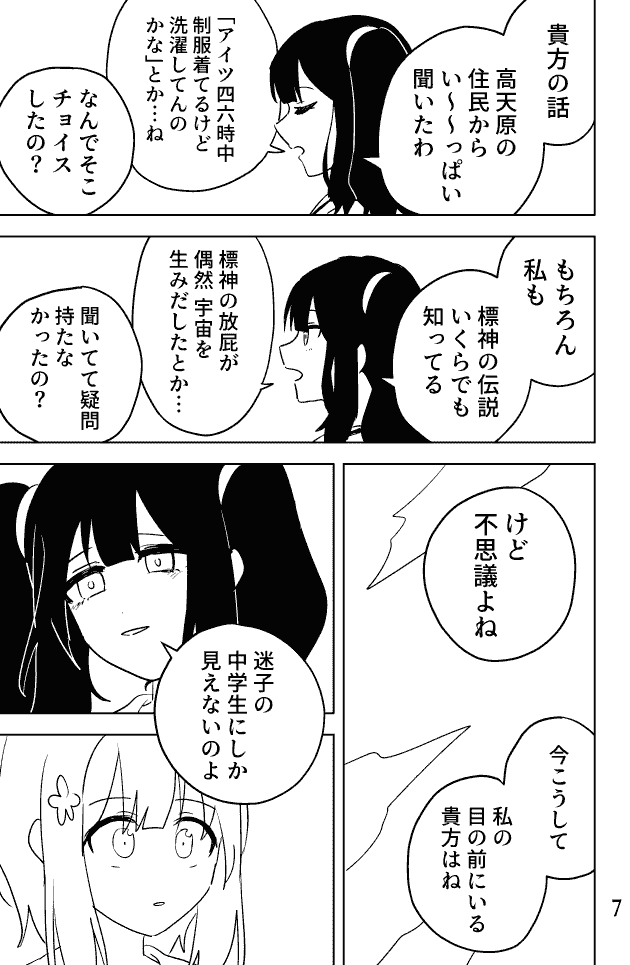 貴方の話
高天原の
住民から
い〜〜っぱい
聞いたわ
「アイツ四六時中
制服着てるけど
洗濯してんの
かな」とか…ね
なんでそこ
チョイス
したの？
もちろん
私も
標神の伝説
いくらでも
知ってる
標神の放屁が
偶然 宇宙を
生みだしたとか…
聞いてて疑問
持たな
かったの？
けど
不思議よね
今こうして
私の
目の前にいる
貴方はね
迷子の
中学生にしか
見えないのよ
7